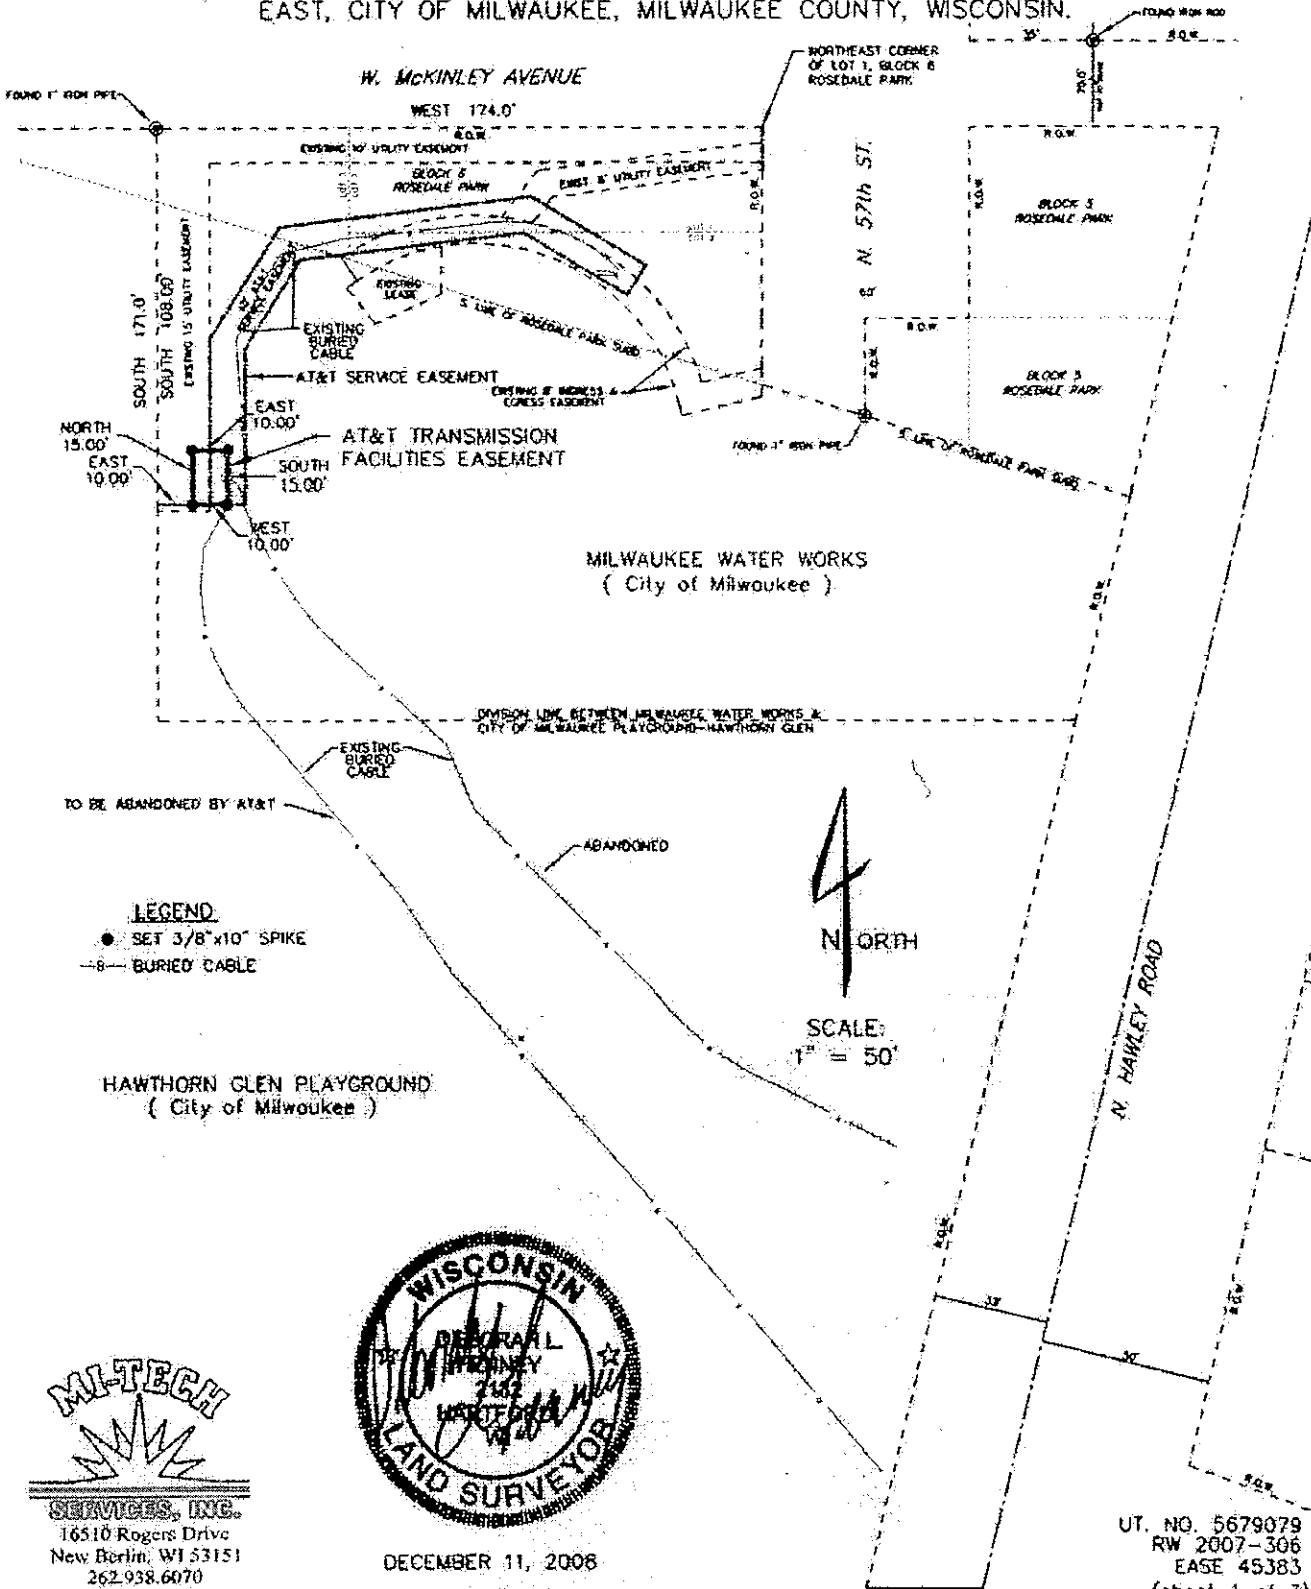 EAST, CITY OF MILWAUKEE, MILWAUKEE COUNTY, WISCONSIN.
FOUND IRON ROD
35'
R.O.W.
NORTHEAST CORNER
OF LOT 1, BLOCK 6
ROSEDALE PARK
W. McKINLEY AVENUE
FOUND 1" IRON PIPE
WEST 174.0'
R.O.W.
EXISTING 10' UTILITY EASEMENT
BLOCK 6
ROSEDALE PARK
EXIST. 8' UTILITY EASEMENT
R.O.W.
N. 57th ST.
R.O.W.
R.O.W.
BLOCK 5
ROSEDALE PARK
SOUTH 171.0'
SOUTH 108.00'
EXISTING 15' UTILITY EASEMENT
EXISTING
LEASE
EXISTING
BURIED
CABLE
S. LINE OF ROSEDALE PARK SUBD.
R.O.W.
R.O.W.
BLOCK 5
ROSEDALE PARK
AT&T SERVICE EASEMENT
EXISTING 8' INGRESS &
EGRESS EASEMENT
EAST
10.00'
NORTH
15.00'
EAST
10.00'
AT&T TRANSMISSION
FACILITIES EASEMENT
SOUTH
15.00'
WEST
10.00'
FOUND 1" IRON PIPE
S. LINE OF ROSEDALE PARK SUBD.
MILWAUKEE WATER WORKS
( City of Milwaukee )
R.O.W.
DIVISION LINE BETWEEN MILWAUKEE WATER WORKS &
CITY OF MILWAUKEE PLAYGROUND-HAWTHORN GLEN
EXISTING
BURIED
CABLE
TO BE ABANDONED BY AT&T
ABANDONED
LEGEND
SET 3/8"x10" SPIKE
-B- BURIED CABLE
NORTH
SCALE:
1" = 50'
N. HAWLEY ROAD
HAWTHORN GLEN PLAYGROUND
( City of Milwaukee )
R.O.W.
33'
R.O.W.
R.O.W.
WISCONSIN
DEBORAH L.
2132
HARTFORD
WI
LAND SURVEYOR
MI-TECH
SERVICES, INC.
16510 Rogers Drive
New Berlin, WI 53151
262.938.6070
DECEMBER 11, 2008
UT. NO. 5679079
RW 2007-306
EASE 45383